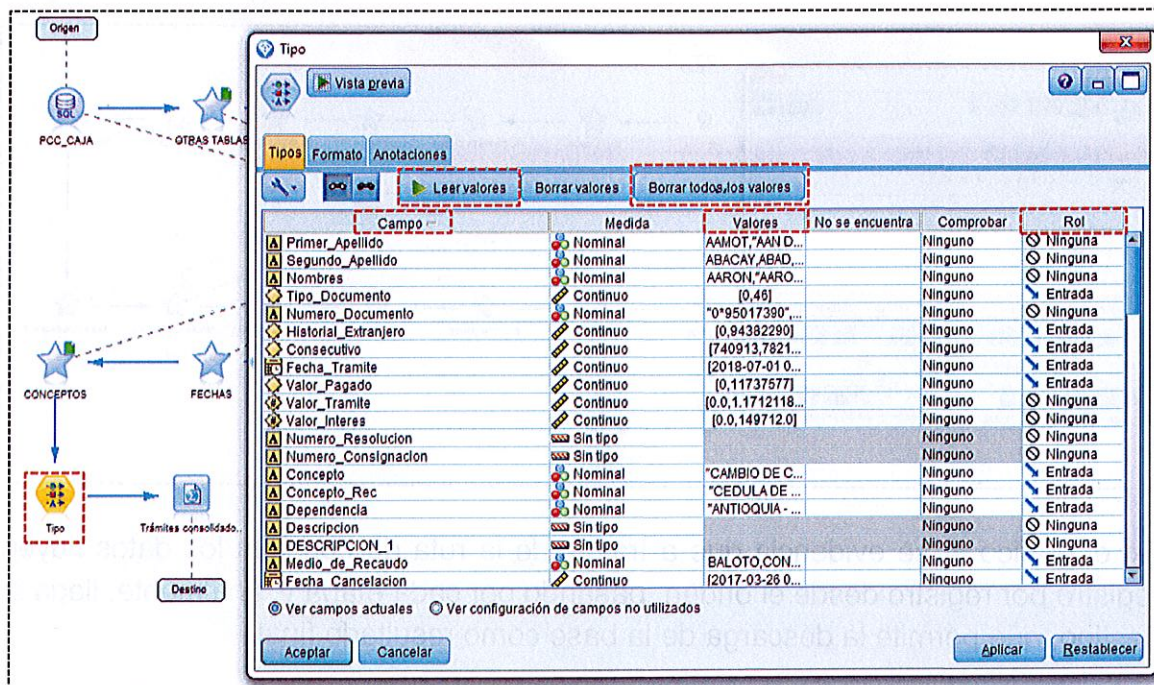 Origen
PCC_CAJA
OTRAS TABLAS
CONCEPTOS
FECHAS
Tipo
Trámites consolidado..
Destino
Tipo
Vista previa
Tipos Formato Anotaciones
Leer valores Borrar valores Borrar todos los valores
Campo Medida Valores No se encuentra Comprobar Rol
Primer_Apellido Nominal AAMOT,"AAN D... Ninguno Ninguna
Segundo_Apellido Nominal ABACAY,ABAD,... Ninguno Ninguna
Nombres Nominal AARON,"AARO... Ninguno Ninguna
Tipo_Documento Continuo [0,46] Ninguno Entrada
Numero_Documento Nominal "0*95017390",... Ninguno Ninguna
Historial_Extranjero Continuo [0,94382290] Ninguno Entrada
Consecutivo Continuo [740913,7821... Ninguno Entrada
Fecha_Tramite Continuo [2018-07-01 0... Ninguno Entrada
Valor_Pagado Continuo [0,11737577] Ninguno Entrada
Valor_Tramite Continuo [0.0,1.1712118... Ninguno Entrada
Valor_Interes Continuo [0.0,149712.0] Ninguno Entrada
Numero_Resolucion Sin tipo Ninguno Ninguna
Numero_Consignacion Sin tipo Ninguno Ninguna
Concepto Nominal "CAMBIO DE C... Ninguno Entrada
Concepto_Rec Nominal "CEDULA DE ... Ninguno Entrada
Dependencia Nominal "ANTIOQUIA - ... Ninguno Entrada
Descripcion Sin tipo Ninguno Ninguna
DESCRIPCION_1 Sin tipo Ninguno Ninguna
Medio_de_Recaudo Nominal BALOTO,CON... Ninguno Entrada
Fecha_Cancelacion Continuo [2017-03-26 0... Ninguno Entrada
Ver campos actuales Ver configuración de campos no utilizados
Aceptar Cancelar Aplicar Restablecer